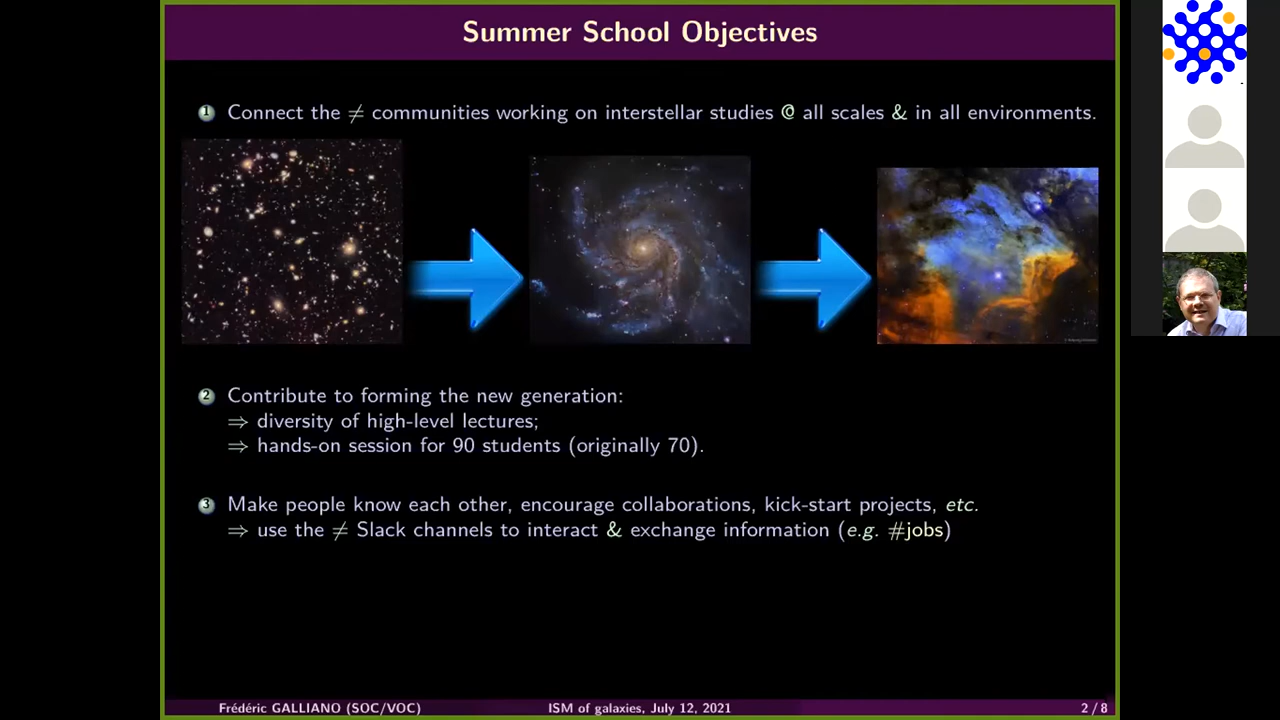 Summer School Objectives
1 Connect the ≠ communities working on interstellar studies @ all scales & in all environments.
2 Contribute to forming the new generation:
⇒ diversity of high-level lectures;
⇒ hands-on session for 90 students (originally 70).
3 Make people know each other, encourage collaborations, kick-start projects, etc.
⇒ use the ≠ Slack channels to interact & exchange information (e.g. #jobs)
Frédéric GALLIANO (SOC/VOC) ISM of galaxies, July 12, 2021 2 / 8